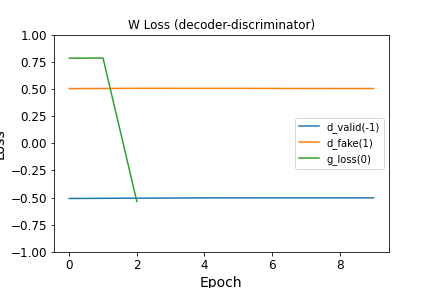 W Loss (decoder-discriminator)
1.00
0.75
0.50
0.25
0.00
−0.25
−0.50
−0.75
−1.00
Loss
d_valid(-1)
d_fake(1)
g_loss(0)
0 2 4 6 8
Epoch